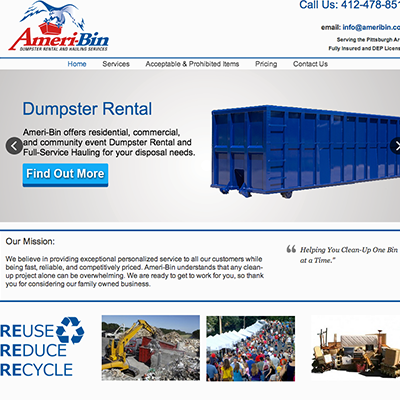 Call Us: 412-478-851
Ameri-Bin
DUMPSTER RENTAL AND HAULING SERVICES
email: info@ameribin.co
Serving the Pittsburgh Ar
Fully Insured and DEP Licens
Home Services Acceptable & Prohibited Items Pricing Contact Us
Dumpster Rental
Ameri-Bin offers residential, commercial,
and community event Dumpster Rental and
Full-Service Hauling for your disposal needs.
Find Out More
Our Mission:
We believe in providing exceptional personalized service to all our customers while
being fast, reliable, and competitively priced. Ameri-Bin understands that any clean-
up project alone can be overwhelming. We are ready to get to work for you, so thank
you for considering our family owned business.
“ Helping You Clean-Up One Bin
at a Time."
REUSE
REDUCE
RECYCLE